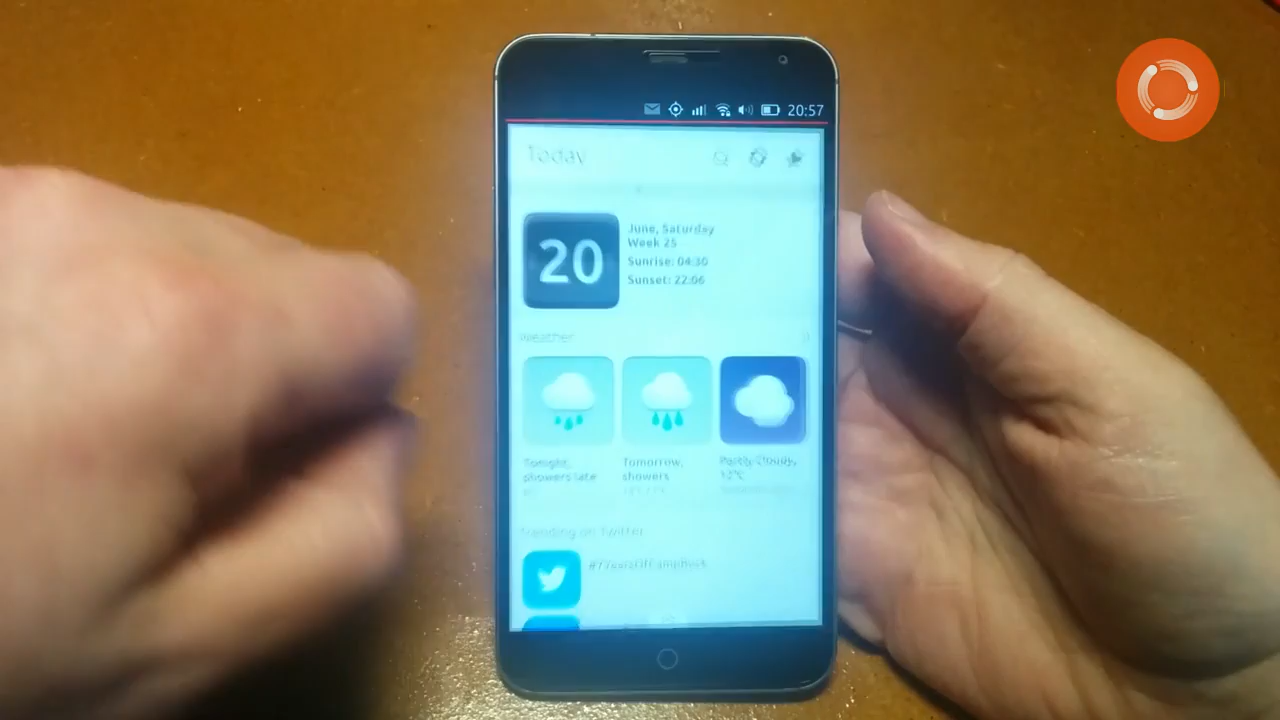 20:57
Today
20
June, Saturday
Week 25
Sunrise: 04:30
Sunset: 22:06
Weather
Tonight,
showers late
Tomorrow,
showers
Partly Cloudy,
12°C
Trending on Twitter